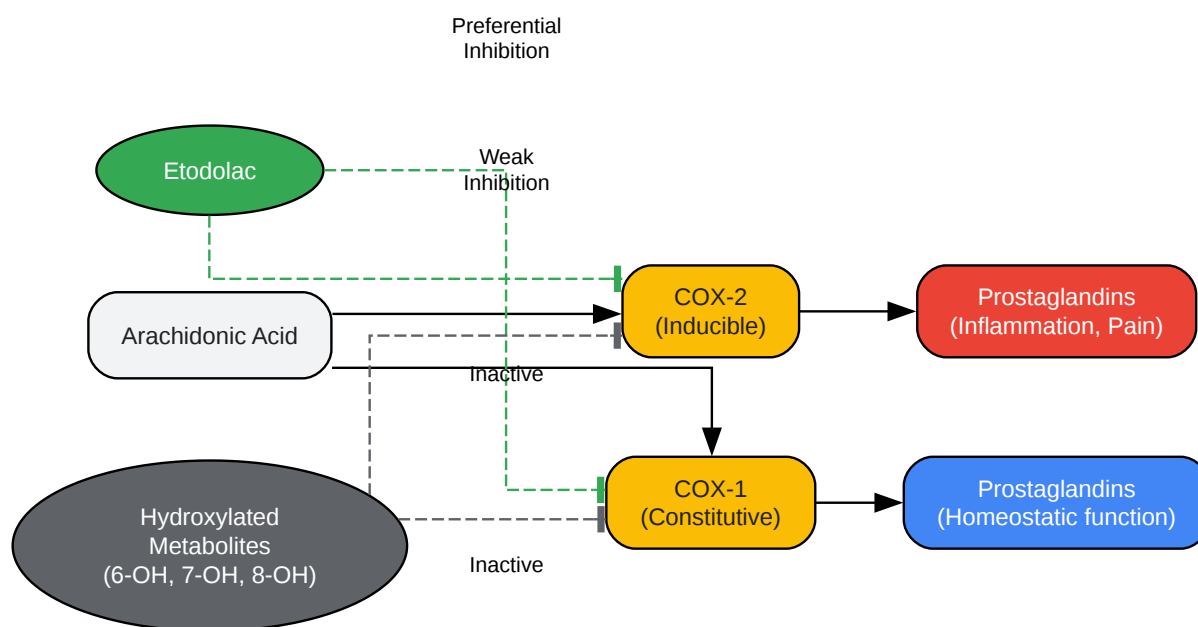 Preferential
Inhibition
Weak
Inhibition
Etodolac
COX-2
(Inducible)
Prostaglandins
(Inflammation, Pain)
Arachidonic Acid
Inactive
COX-1
(Constitutive)
Prostaglandins
(Homeostatic function)
Hydroxylated
Metabolites
(6-OH, 7-OH, 8-OH)
Inactive